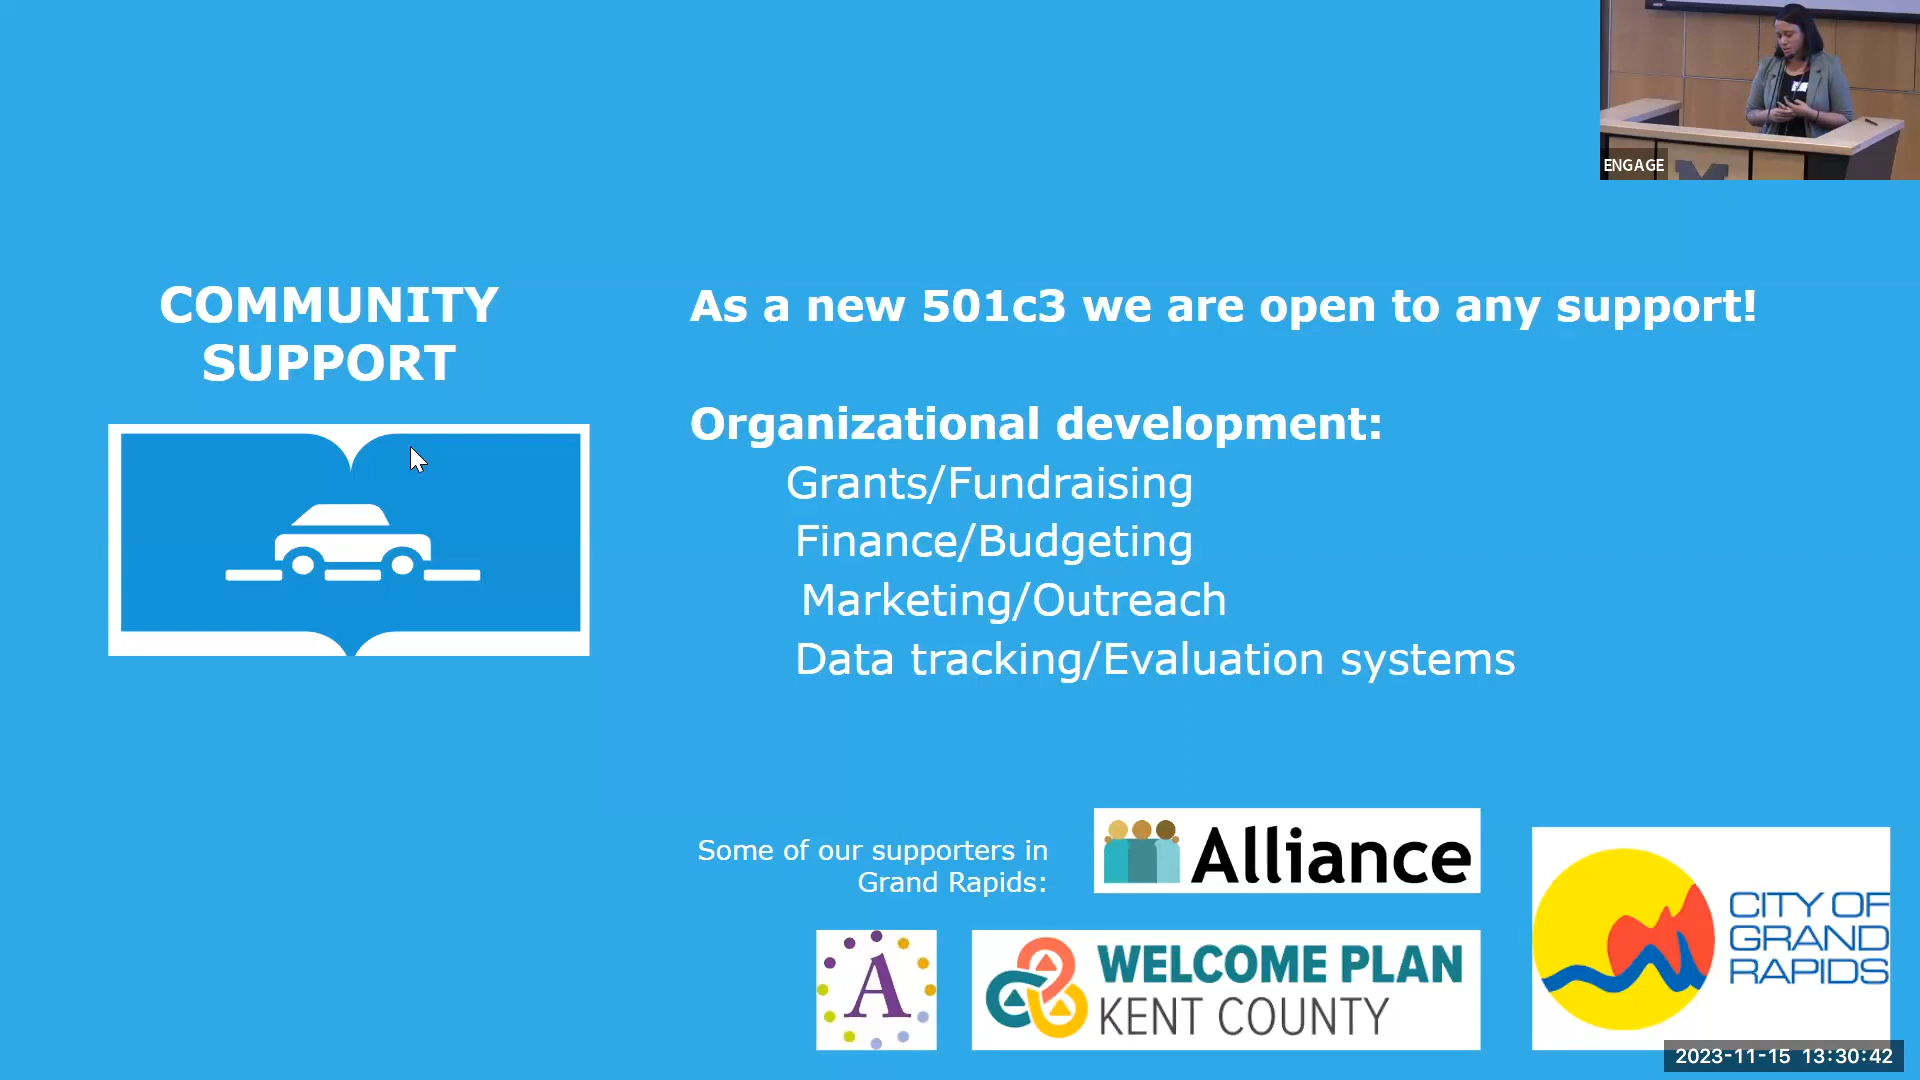 ENGAGE
COMMUNITY
SUPPORT
As a new 501c3 we are open to any support!
Organizational development:
Grants/Fundraising
Finance/Budgeting
Marketing/Outreach
Data tracking/Evaluation systems
Some of our supporters in
Grand Rapids:
Alliance
A
WELCOME PLAN
KENT COUNTY
CITY OF
GRAND
RAPIDS
2023-11-15 13:30:42